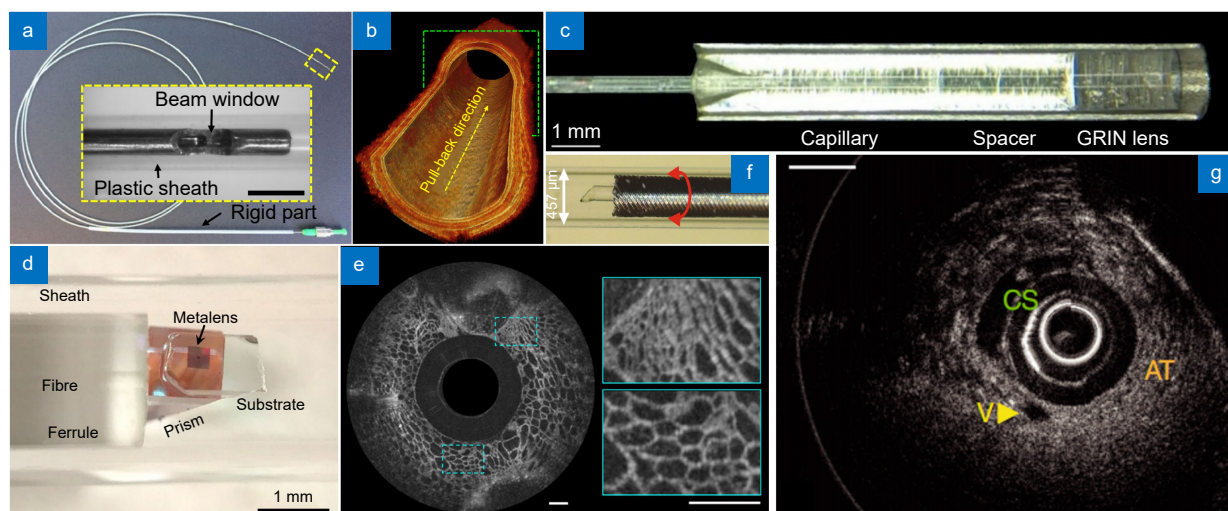 a
Beam window
Plastic sheath
Rigid part
b
Pull-back direction
c
1 mm
Capillary
Spacer
GRIN lens
f
457 μm
d
Sheath
Metalens
Fibre
Substrate
Prism
Ferrule
1 mm
e
g
CS
AT
V